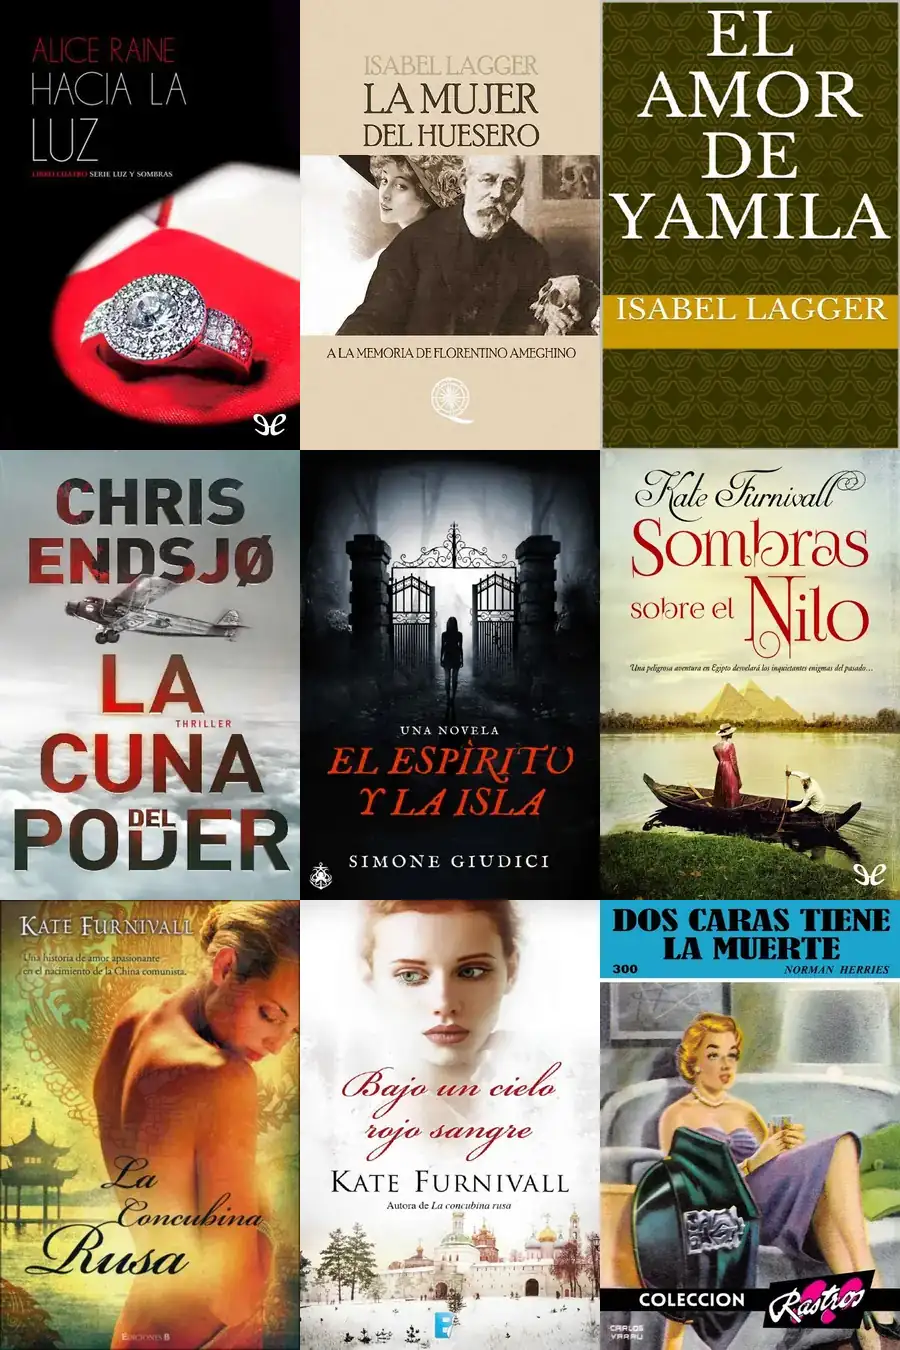 ALICE RAINE
HACIA LA
LUZ
SERIE LUZ Y SOMBRAS
ISABEL LAGGER
LA MUJER
DEL HUESERO
A LA MEMORIA DE FLORENTINO AMEGHINO
EL
AMOR
DE
YAMILA
ISABEL LAGGER
CHRIS
ENDSJØ
LA
THRILLER
CUNA
DEL
PODER
UNA NOVELA
EL ESPÌRITU
Y LA ISLA
SIMONE GIUDICI
Kate Furnivall
Sombras
sobre el Nilo
Una peligrosa aventura en Egipto desvelará los inquietantes enigmas del pasado...
KATE FURNIVALL
Una historia de amor apasionante
en el nacimiento de la China comunista.
La
Concubina
Rusa
EDICIONES B
Bajo un cielo
rojo sangre
KATE FURNIVALL
Autora de La concubina rusa
DOS CARAS TIENE
LA MUERTE
300 NORMAN HERRIES
COLECCION Rastros
CARLOS